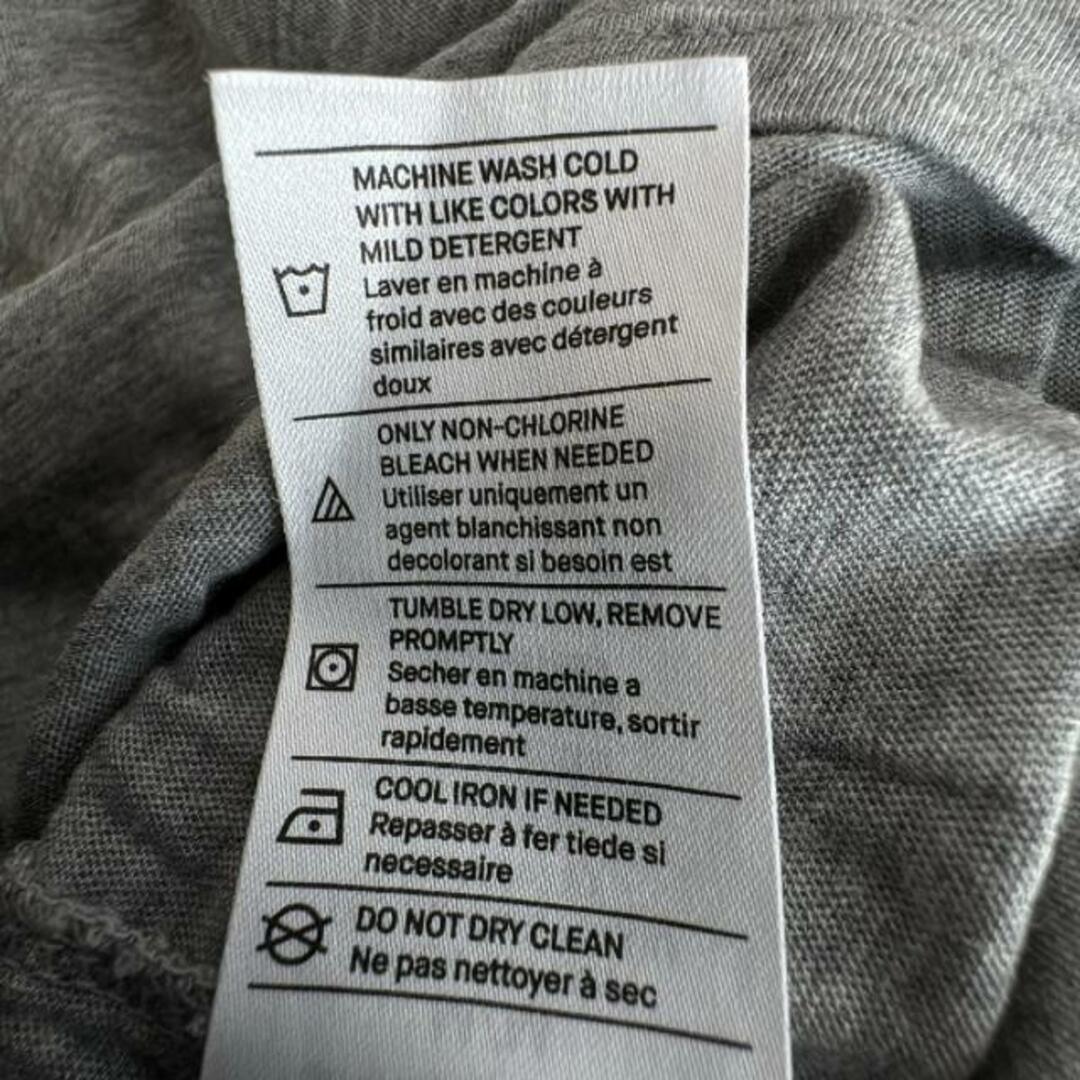 MACHINE WASH COLD
WITH LIKE COLORS WITH
MILD DETERGENT
Laver en machine à
froid avec des couleurs
similaires avec détergent
doux
ONLY NON-CHLORINE
BLEACH WHEN NEEDED
Utiliser uniquement un
agent blanchissant non
decolorant si besoin est
TUMBLE DRY LOW, REMOVE
PROMPTLY
Secher en machine a
basse temperature, sortir
rapidement
COOL IRON IF NEEDED
Repasser à fer tiede si
necessaire
DO NOT DRY CLEAN
Ne pas nettoyer à sec